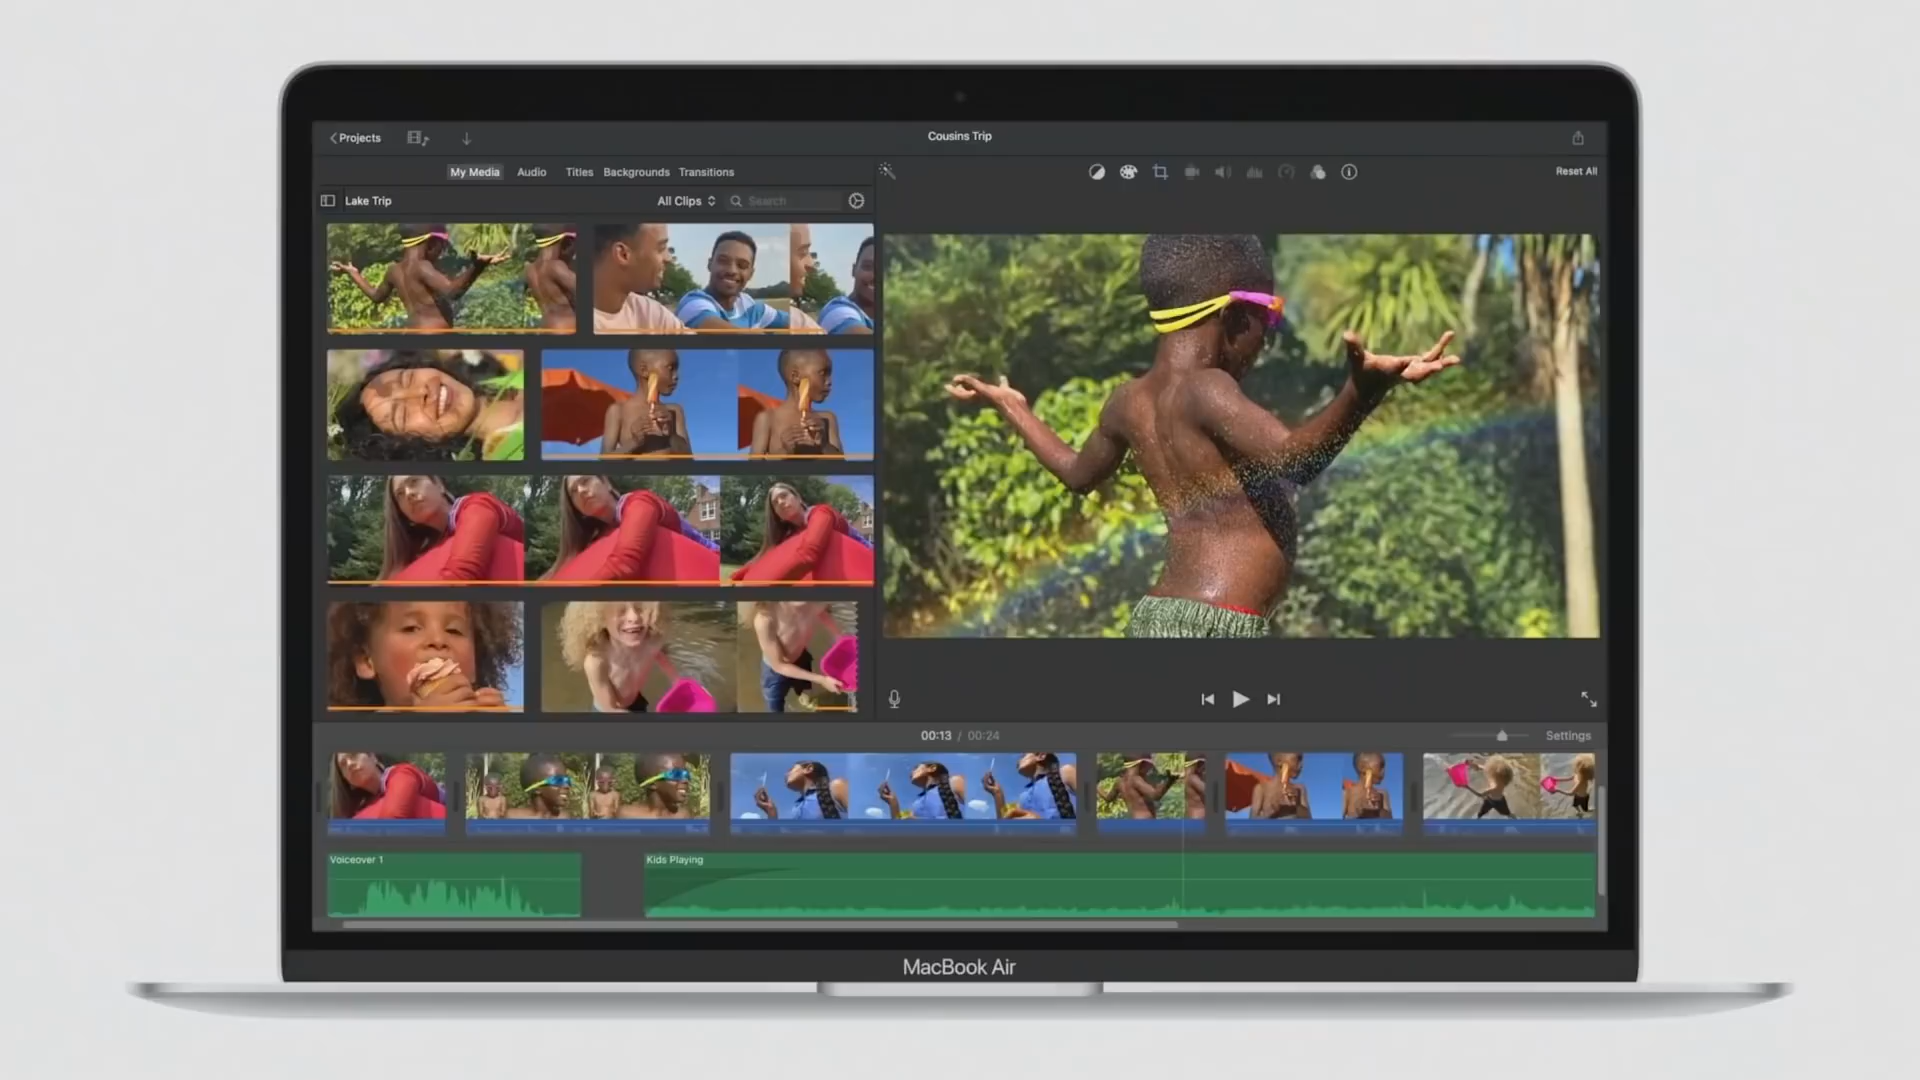 Projects
Cousins Trip
My Media Audio Titles Backgrounds Transitions
Reset All
Lake Trip
All Clips
Search
00:13 / 00:24
Settings
Voiceover 1
Kids Playing
MacBook Air